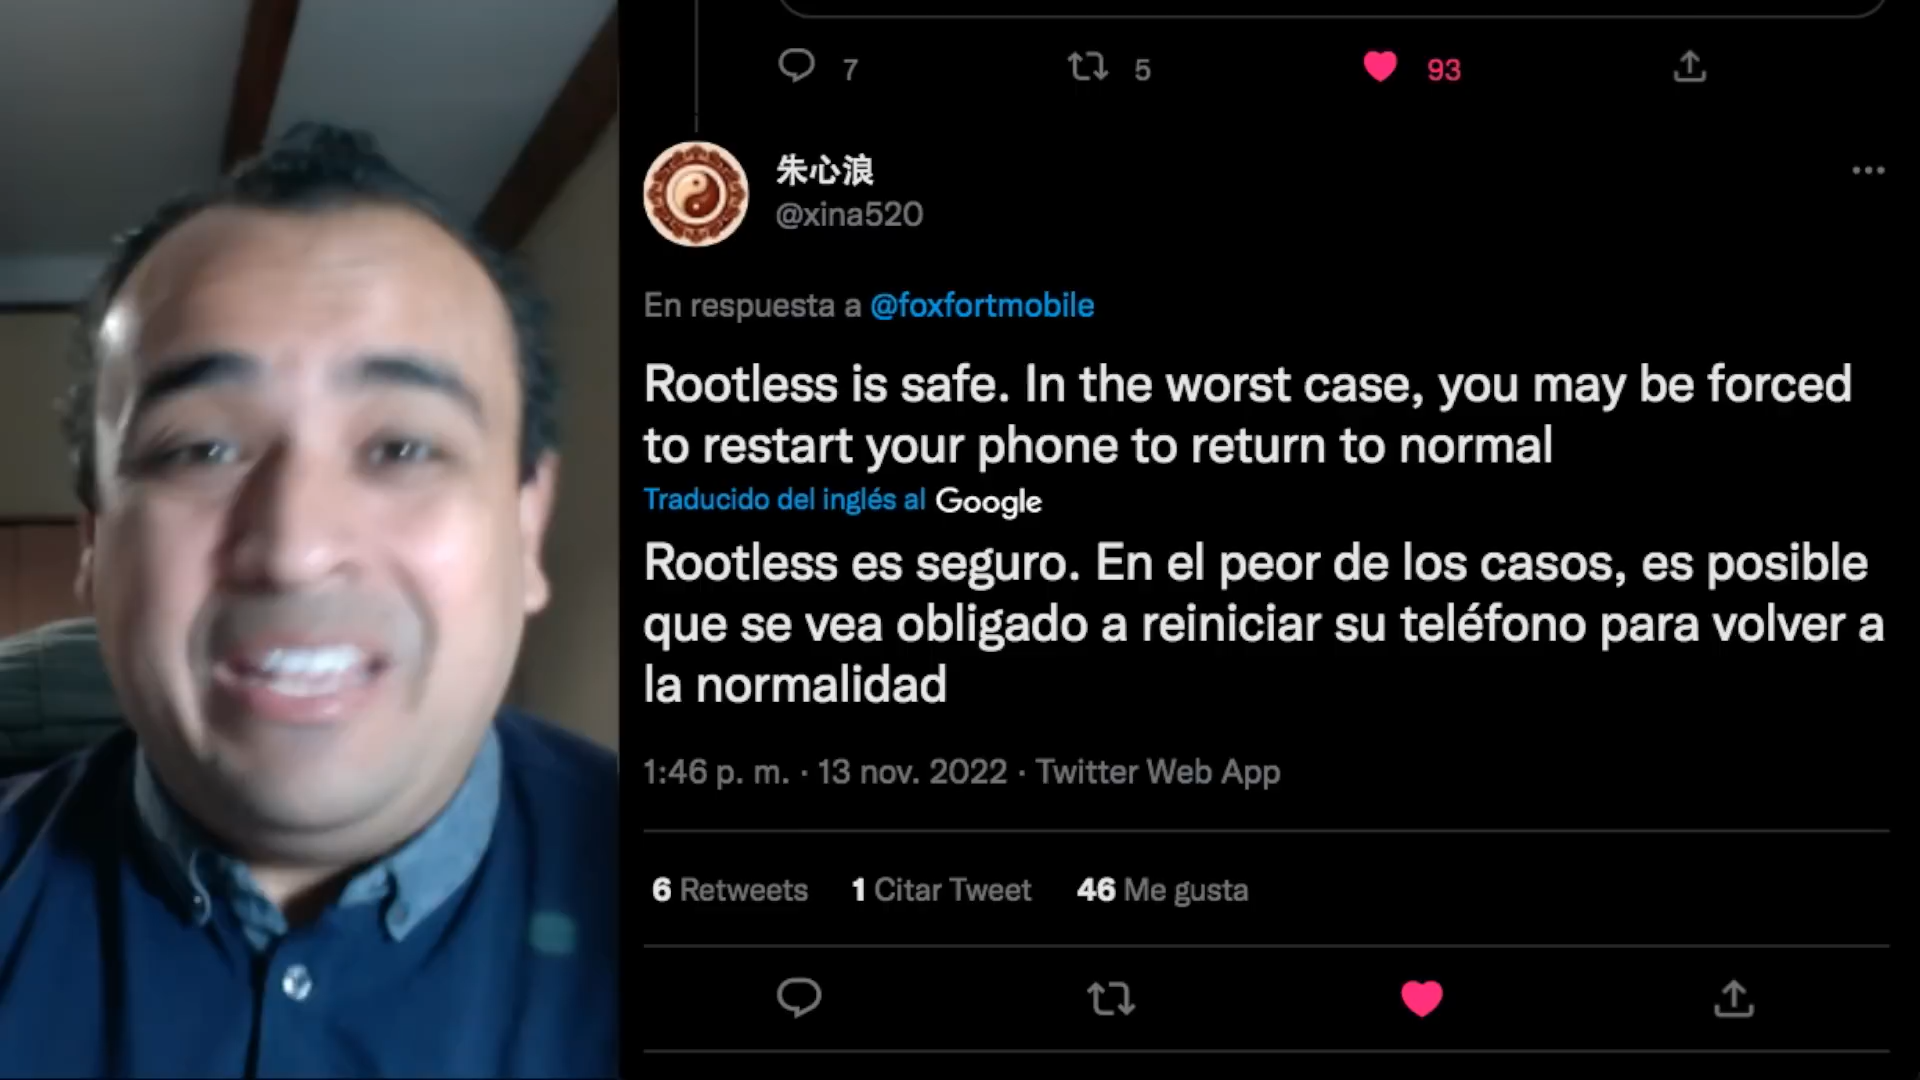 7 5 93
朱心浪
@xina520
En respuesta a @foxfortmobile
Rootless is safe. In the worst case, you may be forced
to restart your phone to return to normal
Traducido del inglés al Google
Rootless es seguro. En el peor de los casos, es posible
que se vea obligado a reiniciar su teléfono para volver a
la normalidad
1:46 p. m. · 13 nov. 2022 · Twitter Web App
6 Retweets 1 Citar Tweet 46 Me gusta